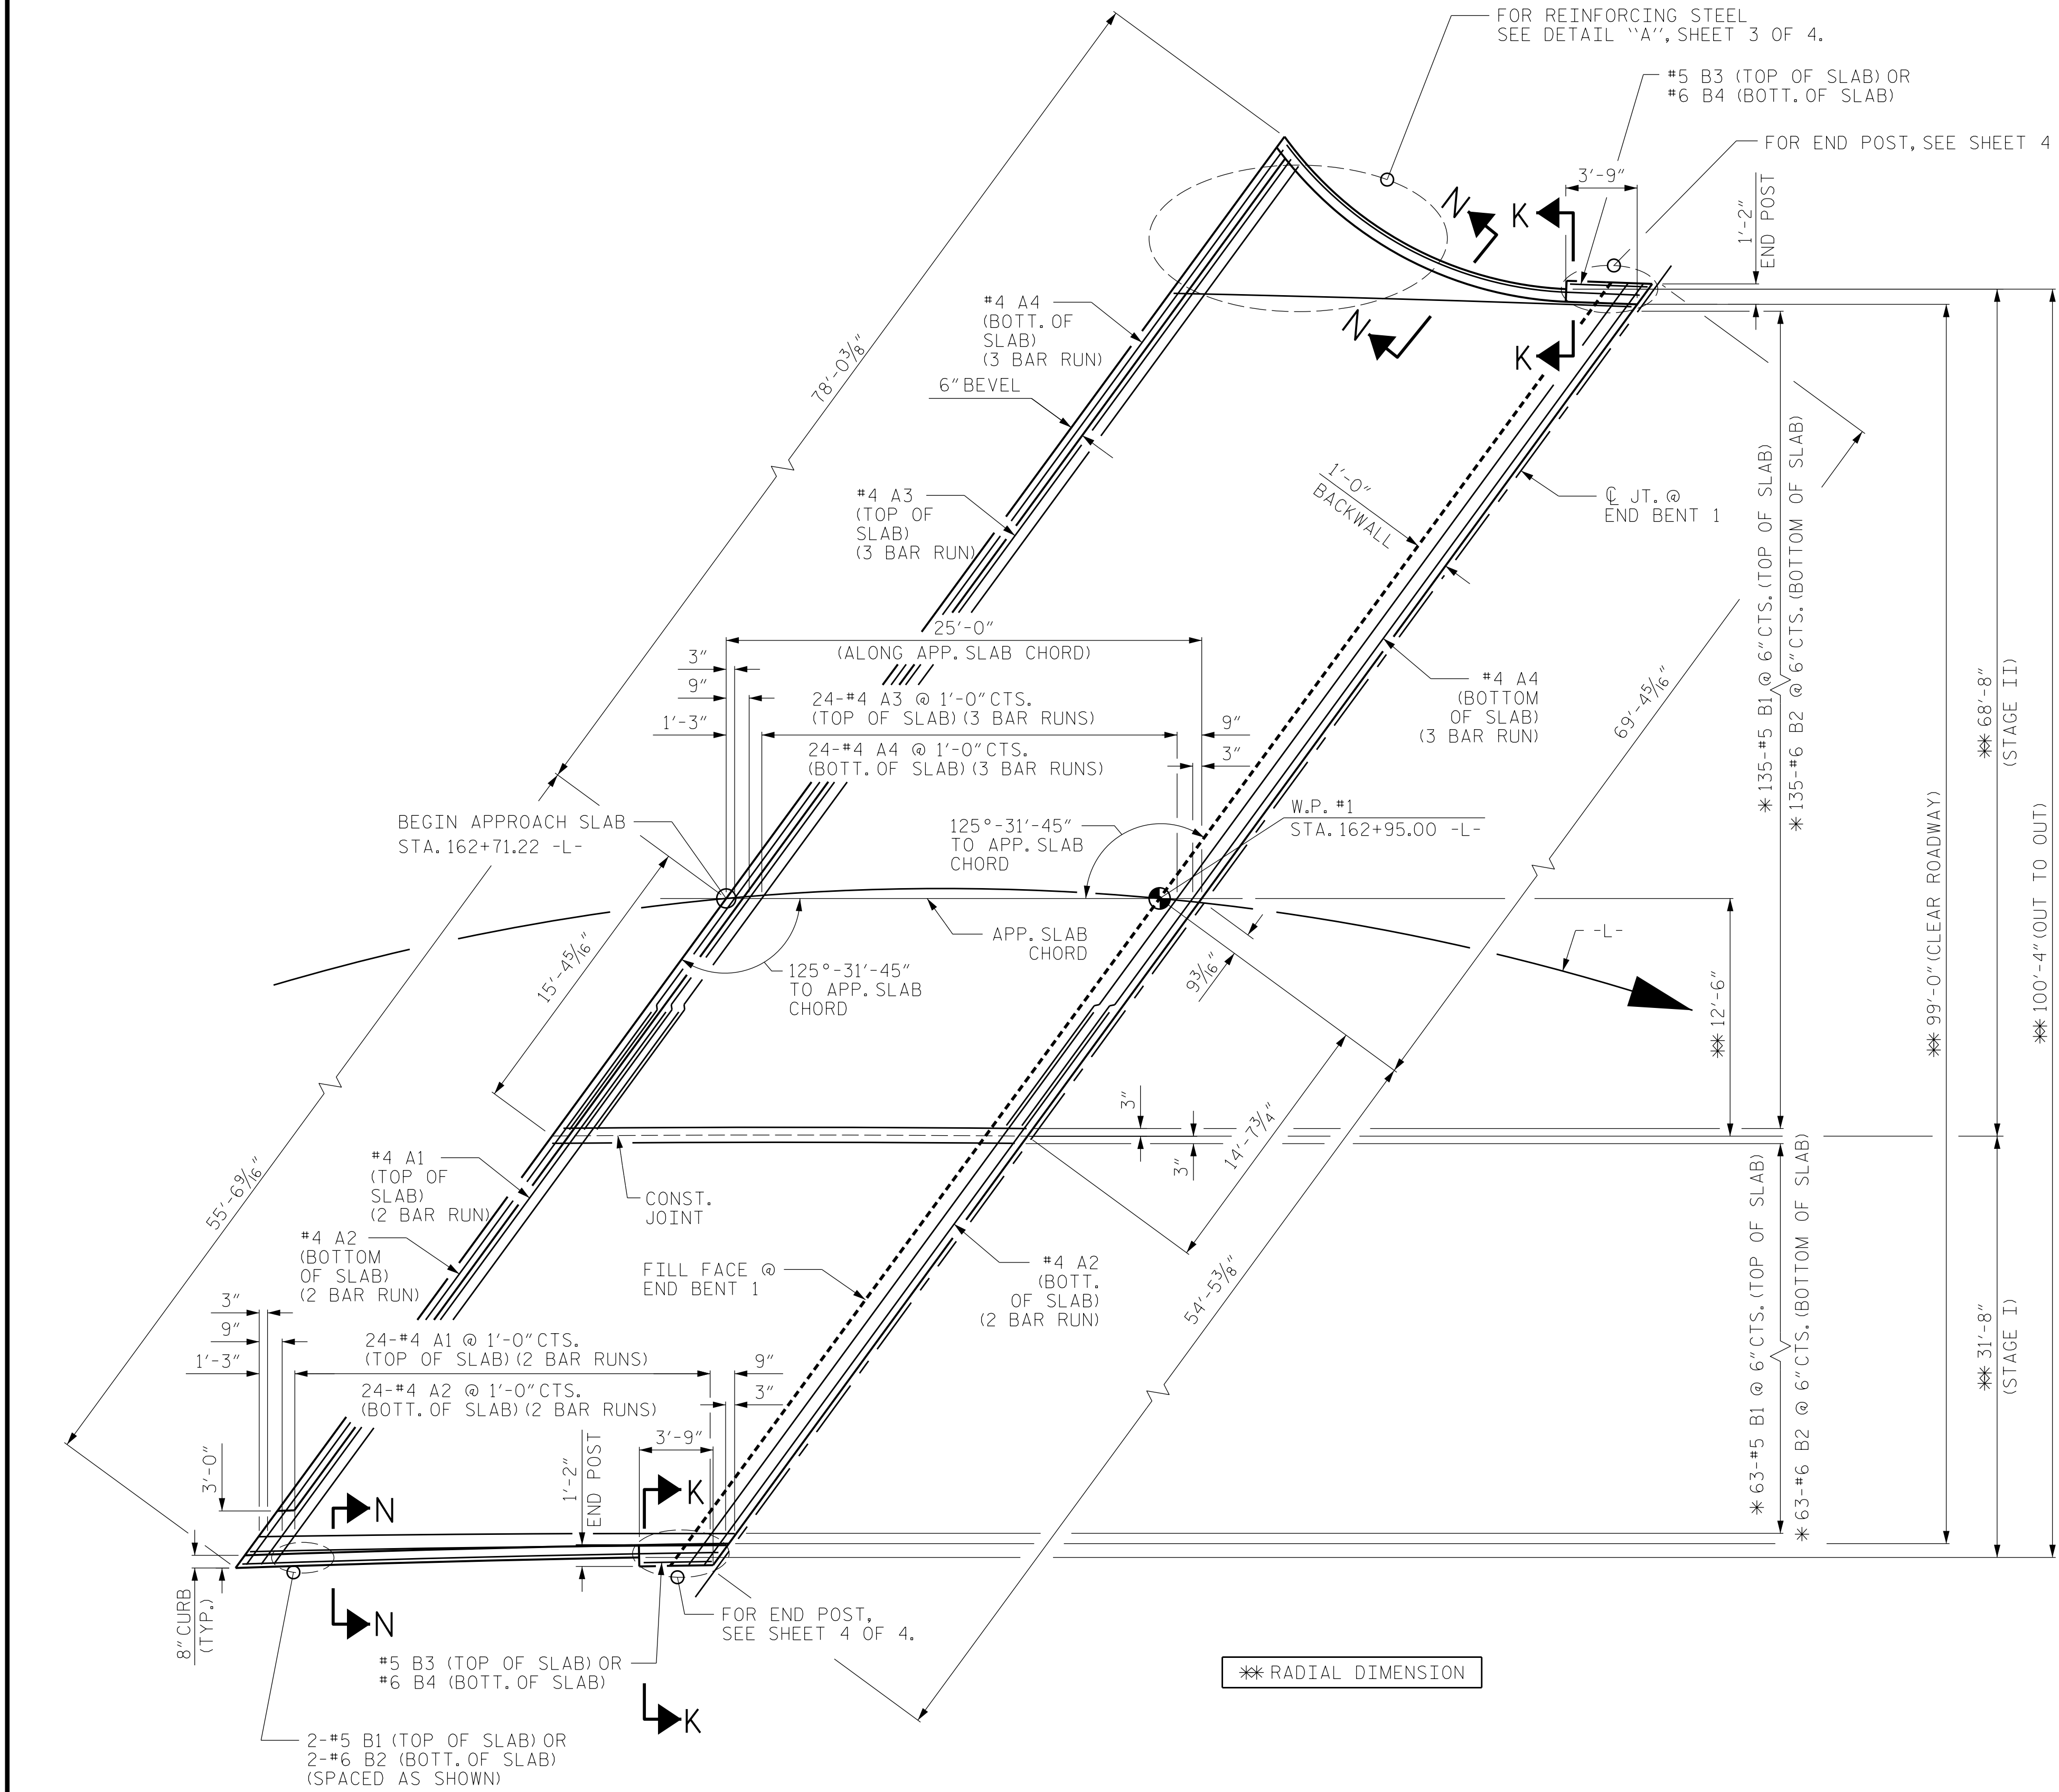 FOR REINFORCING STEEL
SEE DETAIL ‶A″, SHEET 3 OF 4.
#5 B3 (TOP OF SLAB) OR
#6 B4 (BOTT. OF SLAB)
FOR END POST, SEE SHEET 4
3′-9″
1′-2″
END POST
N
K
N
K
#4 A4
(BOTT. OF
SLAB)
(3 BAR RUN)
78′-0⅜″
6″ BEVEL
1′-0″
BACKWALL
#4 A3
(TOP OF
SLAB)
(3 BAR RUN)
℄ JT. @
END BENT 1
*135-#5 B1 @ 6″ CTS. (TOP OF SLAB)
*135-#6 B2 @ 6″ CTS. (BOTTOM OF SLAB)
25′-0″
(ALONG APP. SLAB CHORD)
3″
9″
1′-3″
24-#4 A3 @ 1′-0″ CTS.
(TOP OF SLAB) (3 BAR RUNS)
24-#4 A4 @ 1′-0″ CTS.
(BOTT. OF SLAB) (3 BAR RUNS)
9″
3″
#4 A4
(BOTTOM
OF SLAB)
(3 BAR RUN)
69′-4⁵⁄₁₆″
**68′-8″
(STAGE II)
BEGIN APPROACH SLAB
STA. 162+71.22 -L-
125°-31′-45″
TO APP. SLAB
CHORD
W.P. #1
STA. 162+95.00 -L-
**99′-0″ (CLEAR ROADWAY)
**100′-4″ (OUT TO OUT)
15′-4⁵⁄₁₆″
125°-31′-45″
TO APP. SLAB
CHORD
APP. SLAB
CHORD
9³⁄₁₆″
-L-
**12′-6″
3″
3″
14′-7¾″
55′-6⁹⁄₁₆″
#4 A1
(TOP OF
SLAB)
(2 BAR RUN)
CONST.
JOINT
#4 A2
(BOTTOM
OF SLAB)
(2 BAR RUN)
FILL FACE @
END BENT 1
#4 A2
(BOTT.
OF SLAB)
(2 BAR RUN)
54′-5⅜″
*63-#5 B1 @ 6″ CTS. (TOP OF SLAB)
*63-#6 B2 @ 6″ CTS. (BOTTOM OF SLAB)
**31′-8″
(STAGE I)
3″
9″
1′-3″
24-#4 A1 @ 1′-0″ CTS.
(TOP OF SLAB) (2 BAR RUNS)
24-#4 A2 @ 1′-0″ CTS.
(BOTT. OF SLAB) (2 BAR RUNS)
9″
3″
3′-0″
1′-2″
END POST
3′-9″
N
K
8″ CURB
(TYP.)
N
K
FOR END POST,
SEE SHEET 4 OF 4.
#5 B3 (TOP OF SLAB) OR
#6 B4 (BOTT. OF SLAB)
2-#5 B1 (TOP OF SLAB) OR
2-#6 B2 (BOTT. OF SLAB)
(SPACED AS SHOWN)
** RADIAL DIMENSION